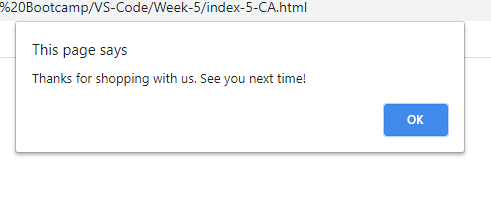 %20Bootcamp/VS-Code/Week-5/index-5-CA.html
This page says
Thanks for shopping with us. See you next time!
OK